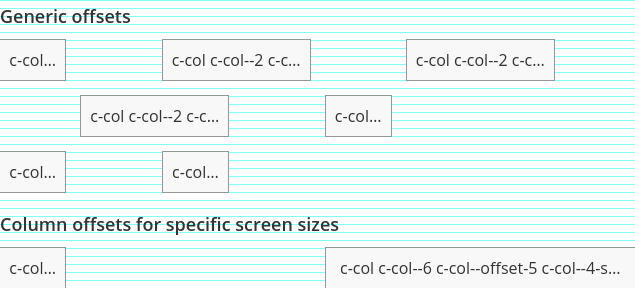 Generic offsets
c-col... c-col c-col--2 c-c... c-col c-col--2 c-c...
c-col c-col--2 c-c... c-col...
c-col... c-col...
Column offsets for specific screen sizes
c-col... c-col c-col--6 c-col--offset-5 c-col--4-s...